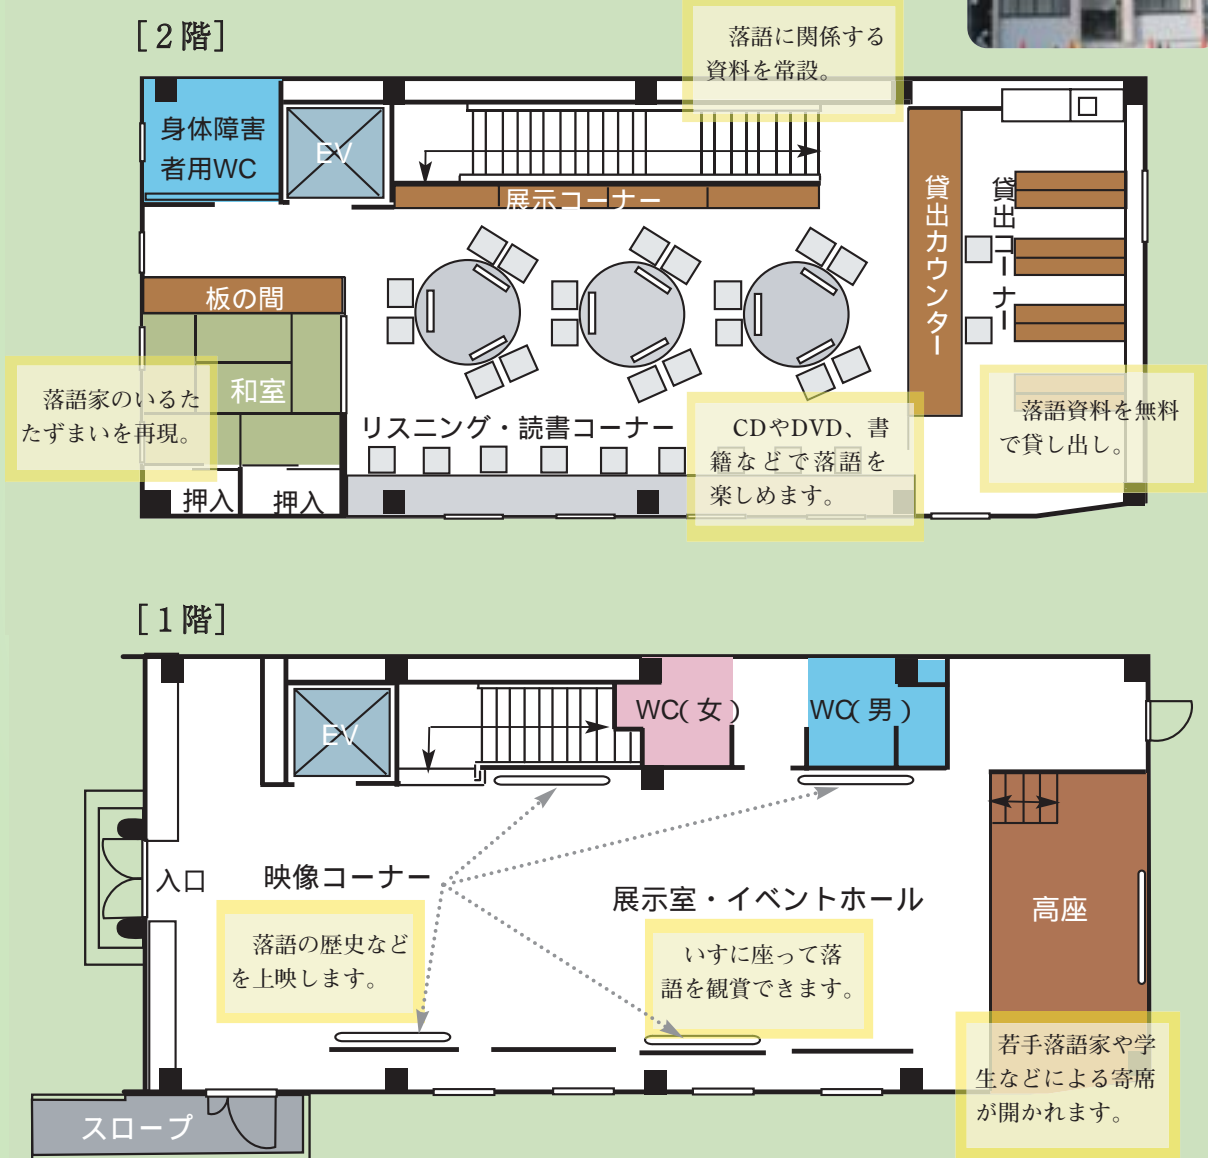 ［２階］
落語に関係する
資料を常設。
身体障害
者用WC
EV
展示コーナー
貸出カウンター
貸出コーナー
板の間
和室
落語家のいるた
たずまいを再現。
リスニング・読書コーナー
CDやDVD、書
籍などで落語を
楽しめます。
落語資料を無料
で貸し出し。
押入
押入
［１階］
EV
WC(女)
WC(男)
入口
映像コーナー
展示室・イベントホール
高座
落語の歴史など
を上映します。
いすに座って落
語を観賞できます。
若手落語家や学
生などによる寄席
が開かれます。
スロープ